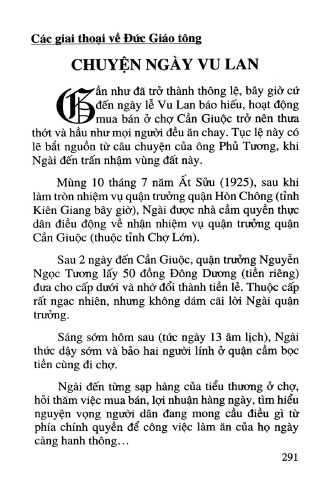 Các giai thoại về Đức Giáo tông
CHUYỆN NGÀY VU LAN
Gần như đã trở thành thông lệ, bây giờ cứ
đến ngày lễ Vu Lan báo hiếu, hoạt động
mua bán ở chợ Cần Giuộc trở nên thưa
thớt và hầu như mọi người đều ăn chay. Tục lệ này có
lẽ bắt nguồn từ câu chuyện của ông Phủ Tương, khi
Ngài đến trấn nhậm vùng đất này.
Mùng 10 tháng 7 năm Ất Sửu (1925), sau khi
làm tròn nhiệm vụ quận trưởng quận Hòn Chông (tỉnh
Kiên Giang bây giờ), Ngài được nhà cầm quyền thực
dân điều động về nhận nhiệm vụ quận trưởng quận
Cần Giuộc (thuộc tỉnh Chợ Lớn).
Sau 2 ngày đến Cần Giuộc, quận trưởng Nguyễn
Ngọc Tương lấy 50 đồng Đông Dương (tiền riêng)
đưa cho cấp dưới và nhờ đổi thành tiền lẻ. Thuộc cấp
rất ngạc nhiên, nhưng không dám cãi lời Ngài quận
trưởng.
Sáng sớm hôm sau (tức ngày 13 âm lịch), Ngài
thức dậy sớm và bảo hai người lính ở quận cầm bọc
tiền cùng đi chợ.
Ngài đến từng sạp hàng của tiểu thương ở chợ,
hỏi thăm việc mua bán, lợi nhuận hàng ngày, tìm hiểu
nguyện vọng người dân đang mong cầu điều gì từ
phía chính quyền để công việc làm ăn của họ ngày
càng hanh thông...
291